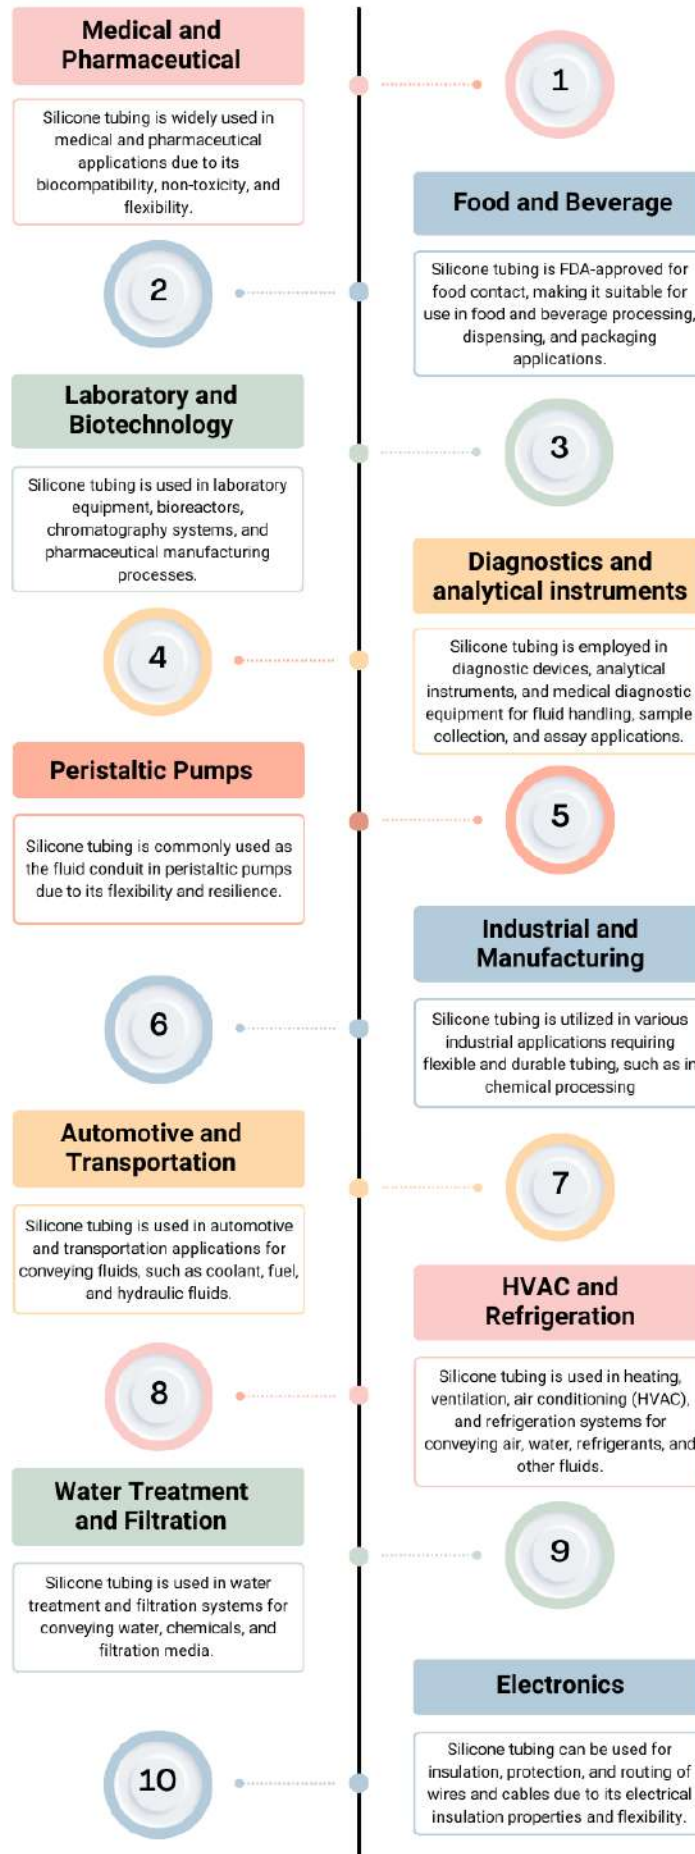 Medical and
Pharmaceutical
1
Silicone tubing is widely used in
medical and pharmaceutical
applications due to its
biocompatibility, non-toxicity, and
flexibility.
Food and Beverage
2
Silicone tubing is FDA-approved for
food contact, making it suitable for
use in food and beverage processing,
dispensing, and packaging
applications.
Laboratory and
Biotechnology
3
Silicone tubing is used in laboratory
equipment, bioreactors,
chromatography systems, and
pharmaceutical manufacturing
processes.
Diagnostics and
analytical instruments
4
Silicone tubing is employed in
diagnostic devices, analytical
instruments, and medical diagnostic
equipment for fluid handling, sample
collection, and assay applications.
Peristaltic Pumps
5
Silicone tubing is commonly used as
the fluid conduit in peristaltic pumps
due to its flexibility and resilience.
Industrial and
Manufacturing
6
Silicone tubing is utilized in various
industrial applications requiring
flexible and durable tubing, such as in
chemical processing
Automotive and
Transportation
7
Silicone tubing is used in automotive
and transportation applications for
conveying fluids, such as coolant, fuel,
and hydraulic fluids.
HVAC and
Refrigeration
8
Silicone tubing is used in heating,
ventilation, air conditioning (HVAC),
and refrigeration systems for
conveying air, water, refrigerants, and
other fluids.
Water Treatment
and Filtration
9
Silicone tubing is used in water
treatment and filtration systems for
conveying water, chemicals, and
filtration media.
Electronics
10
Silicone tubing can be used for
insulation, protection, and routing of
wires and cables due to its electrical
insulation properties and flexibility.